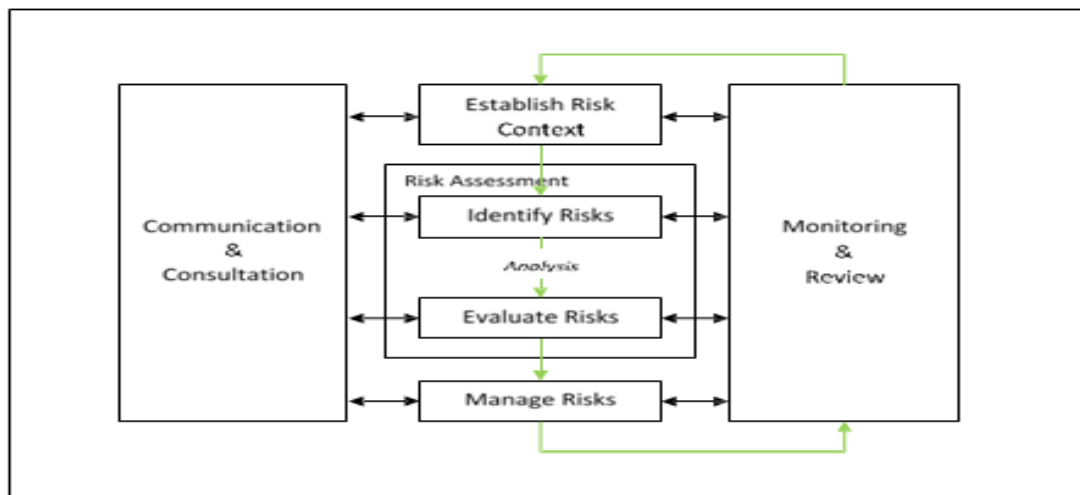 Establish Risk
Context
Risk Assessment
Identify Risks
Analysis
Evaluate Risks
Manage Risks
Communication
&
Consultation
Monitoring
&
Review